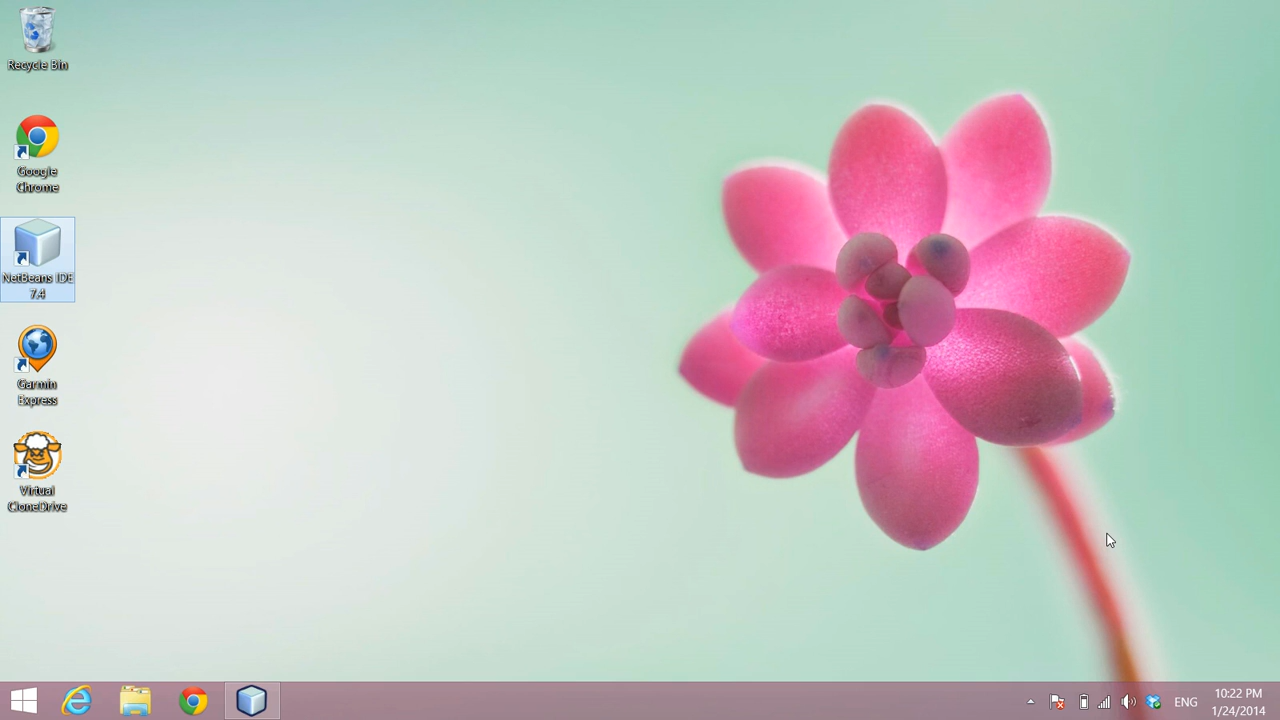 Recycle Bin
Google
Chrome
NetBeans IDE
7.4
Garmin
Express
Virtual
CloneDrive
ENG
10:22 PM
1/24/2014